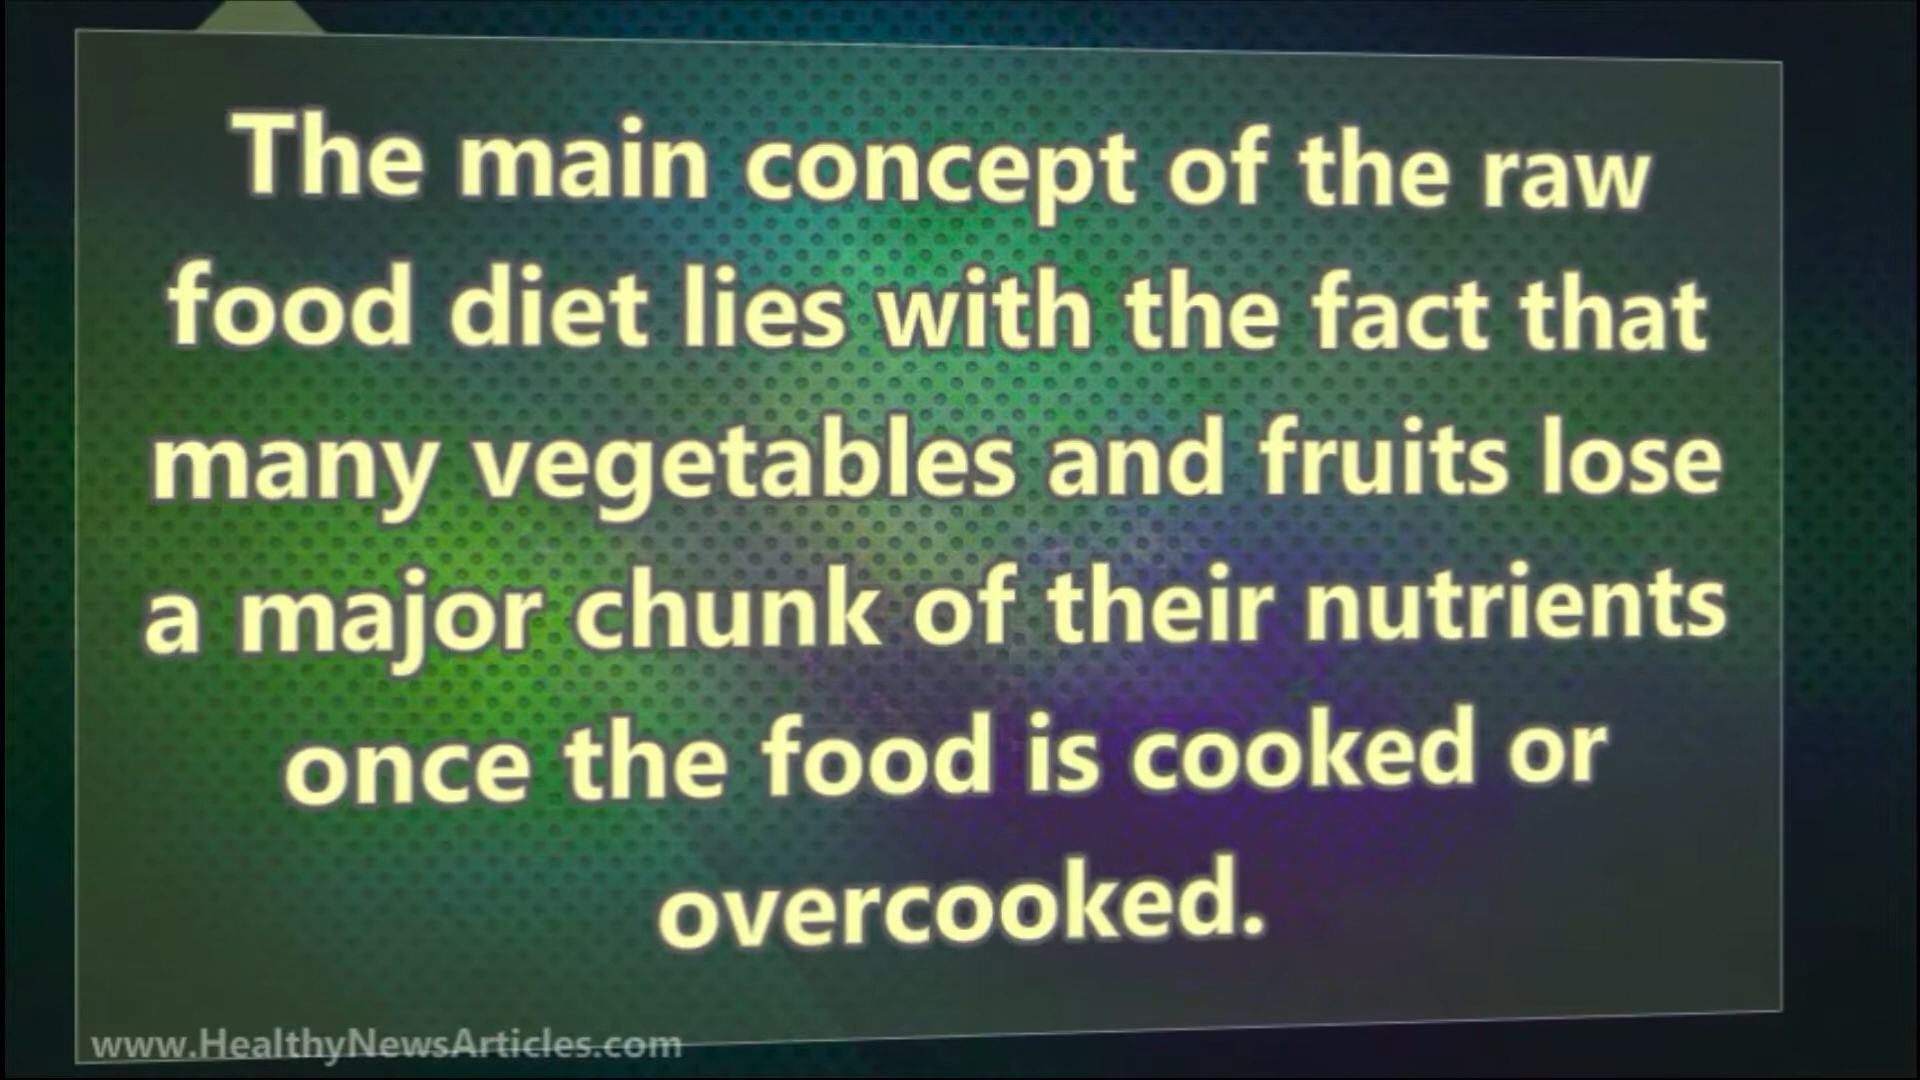 The main concept of the raw
food diet lies with the fact that
many vegetables and fruits lose
a major chunk of their nutrients
once the food is cooked or
overcooked.
www.HealthyNewsArticles.com